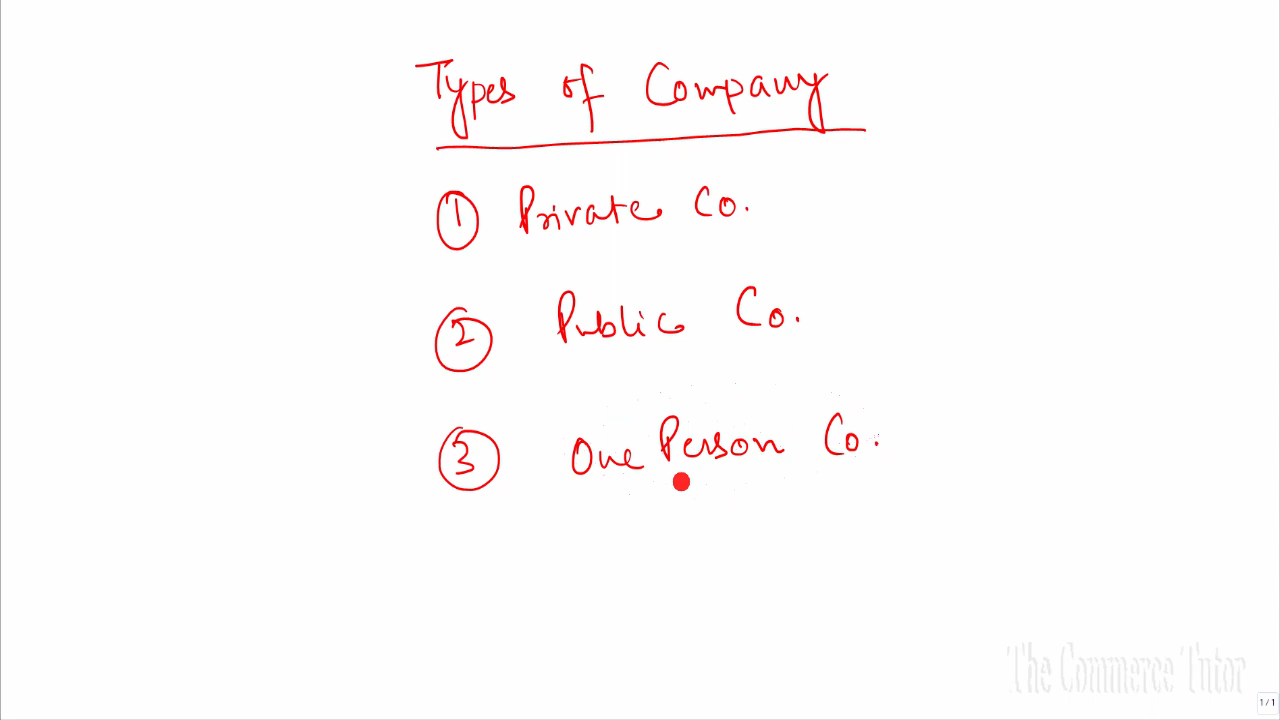 Types of Company
① Private Co.
② Public Co.
③ One Person Co.
The Commerce Tutor
1/1